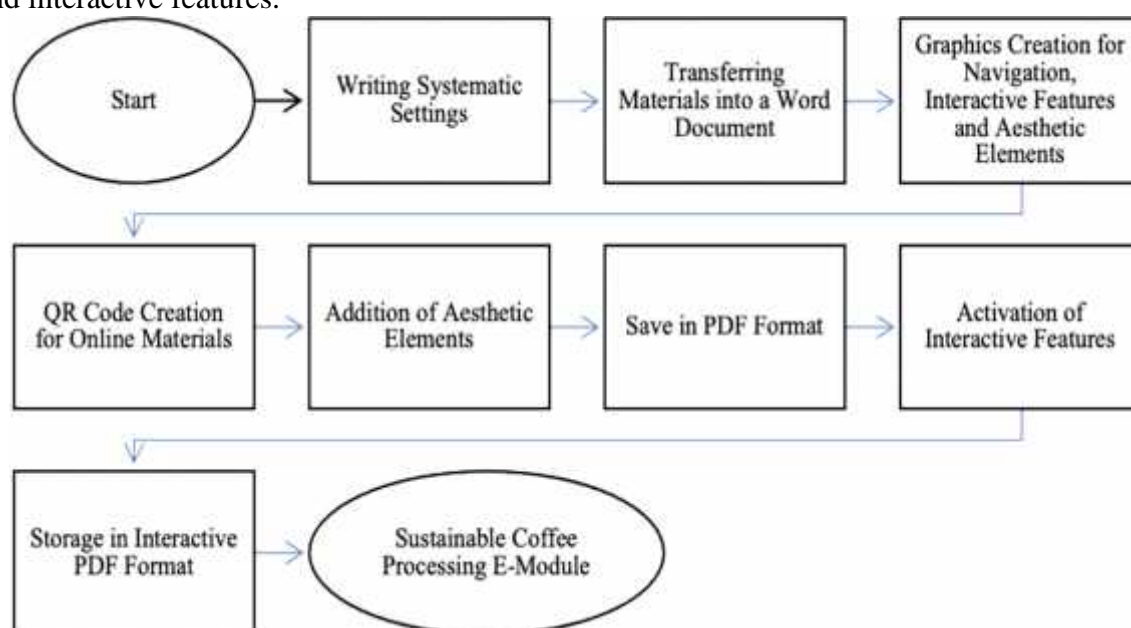 nd interactive features.
Start
Writing Systematic
Settings
Transferring
Materials into a Word
Document
Graphics Creation for
Navigation,
Interactive Features
and Aesthetic
Elements
QR Code Creation
for Online Materials
Addition of Aesthetic
Elements
Save in PDF Format
Activation of
Interactive Features
Storage in Interactive
PDF Format
Sustainable Coffee
Processing E-Module